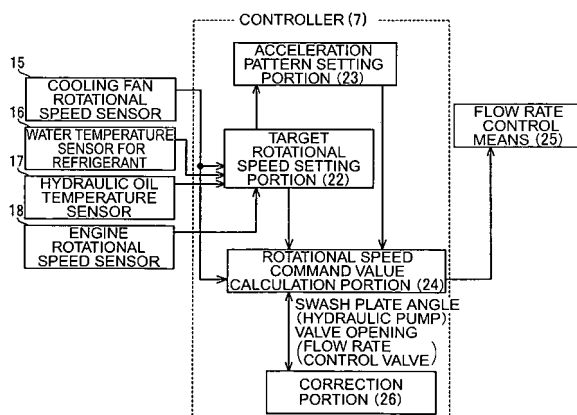 CONTROLLER (7)
15
COOLING FAN
ROTATIONAL
SPEED SENSOR
16
WATER TEMPERATURE
SENSOR FOR
REFRIGERANT
17
HYDRAULIC OIL
TEMPERATURE
SENSOR
18
ENGINE
ROTATIONAL
SPEED SENSOR
ACCELERATION
PATTERN SETTING
PORTION (23)
TARGET
ROTATIONAL
SPEED SETTING
PORTION (22)
FLOW RATE
CONTROL
MEANS (25)
ROTATIONAL SPEED
COMMAND VALUE
CALCULATION PORTION (24)
SWASH PLATE ANGLE
(HYDRAULIC PUMP)
VALVE OPENING
(FLOW RATE
CONTROL VALVE)
CORRECTION
PORTION (26)